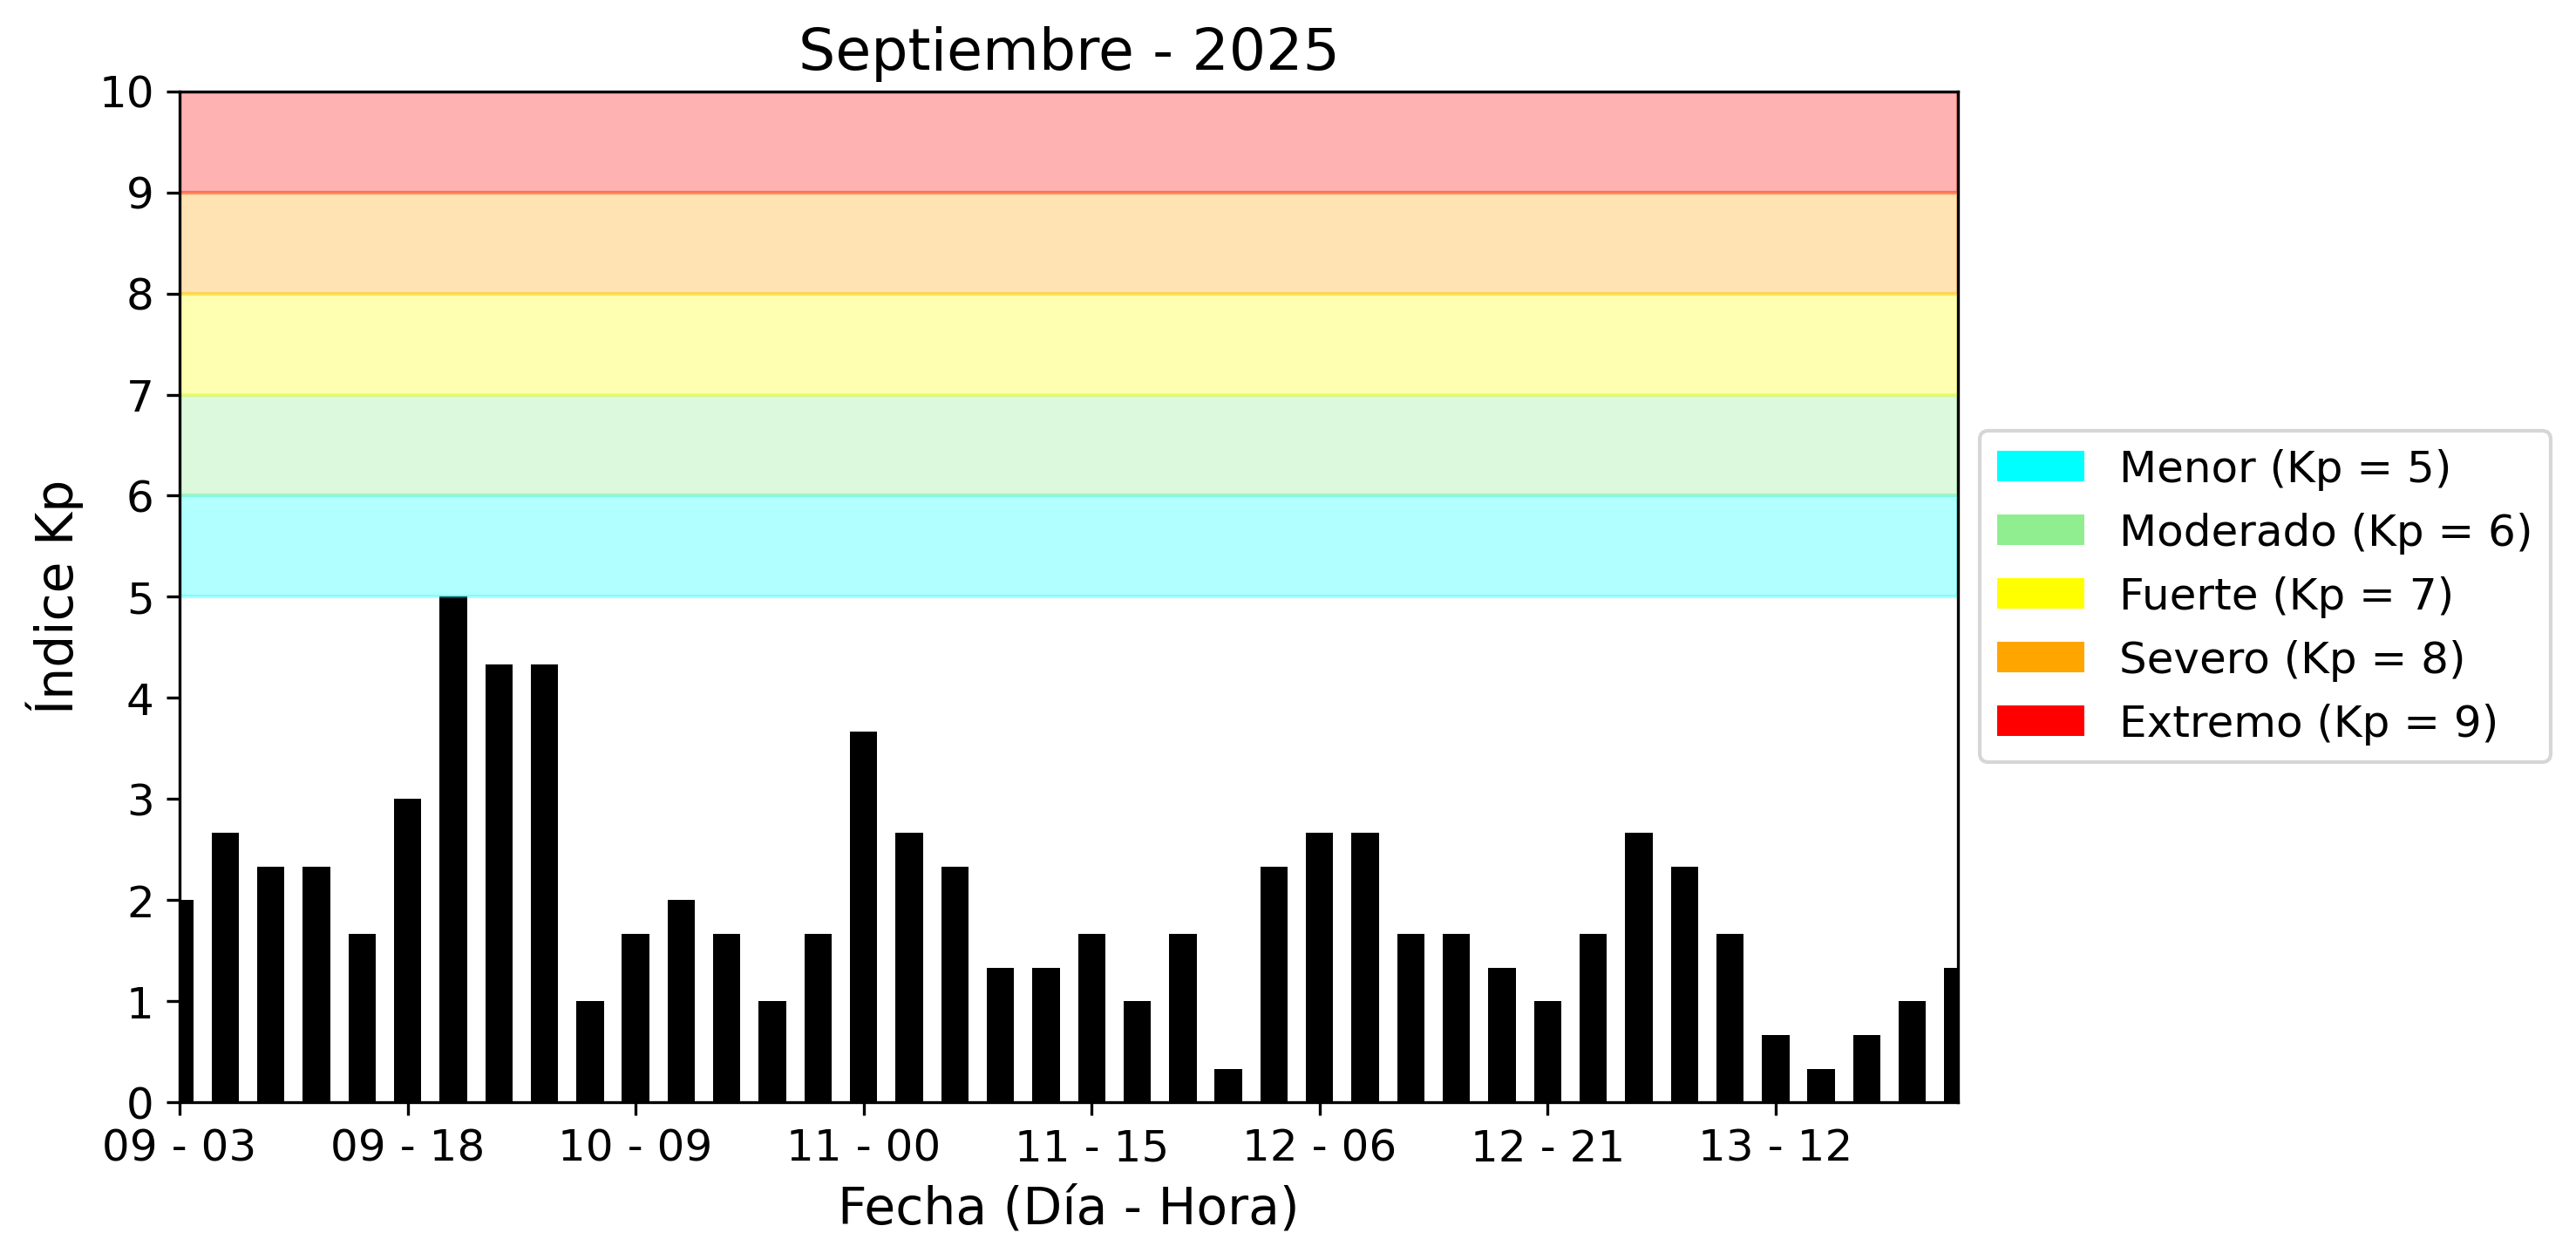 Septiembre - 2025
10
9
8
7
6
5
4
3
2
1
0
Índice Kp
09 - 03 09 - 18 10 - 09 11 - 00 11 - 15 12 - 06 12 - 21 13 - 12
Fecha (Día - Hora)
Menor (Kp = 5)
Moderado (Kp = 6)
Fuerte (Kp = 7)
Severo (Kp = 8)
Extremo (Kp = 9)